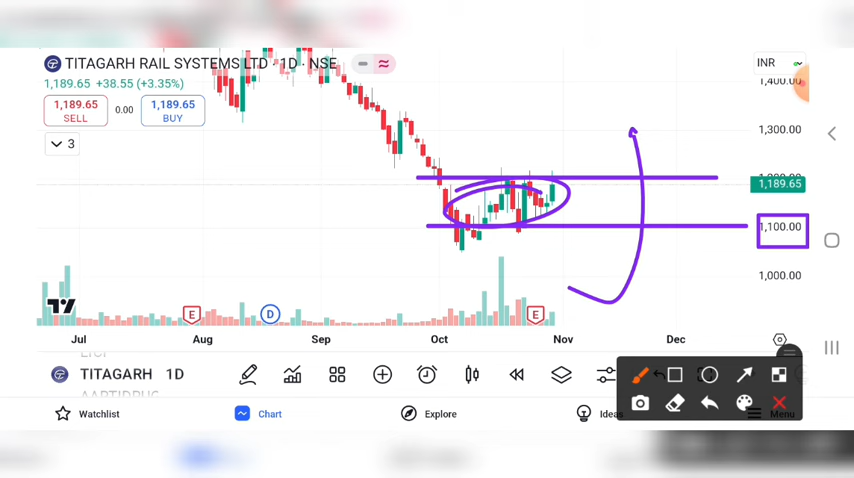 TITAGARH RAIL SYSTEMS LTD · 1D · NSE
INR
1,189.65 +38.55 (+3.35%)
1,189.65 SELL
0.00
1,189.65 BUY
3
1,400.00
1,300.00
1,189.65
1,100.00
1,000.00
E
D
E
Jul
Aug
Sep
Oct
Nov
Dec
TITAGARH 1D
Watchlist
Chart
Explore
Ideas
Menu